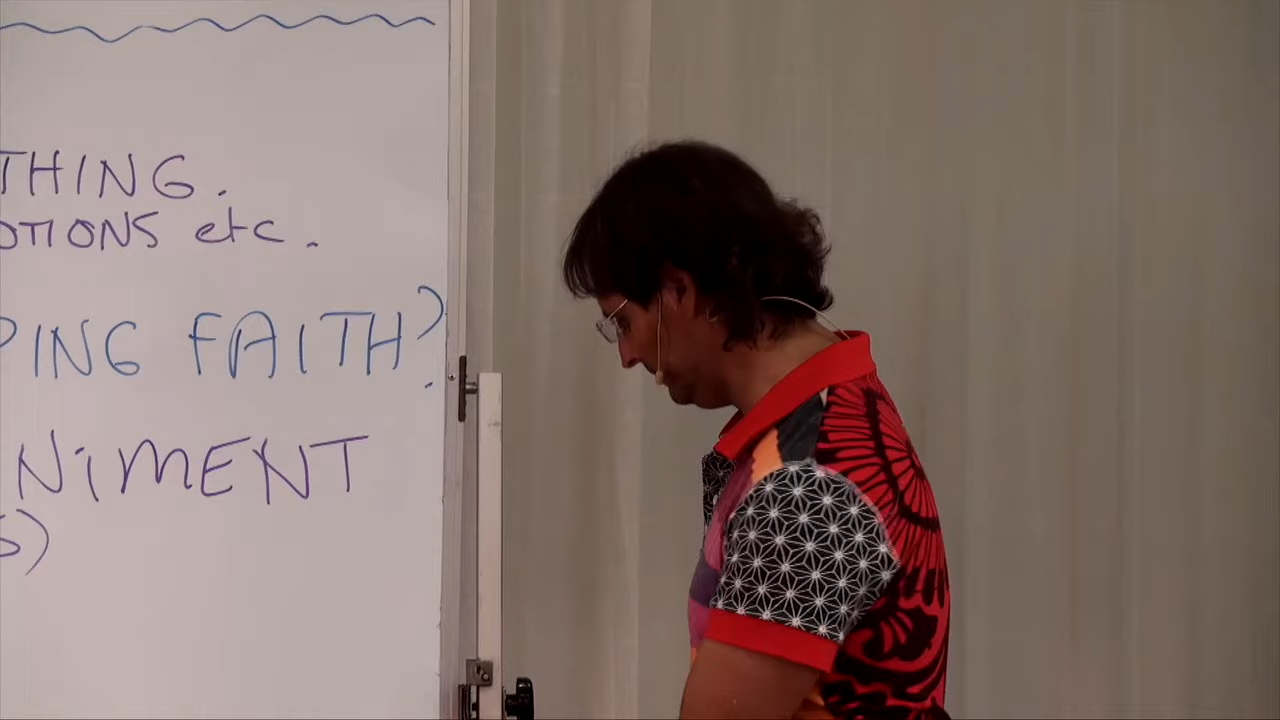 THING.
OTIONS etc.
PING FAITH?
NIMENT
S)